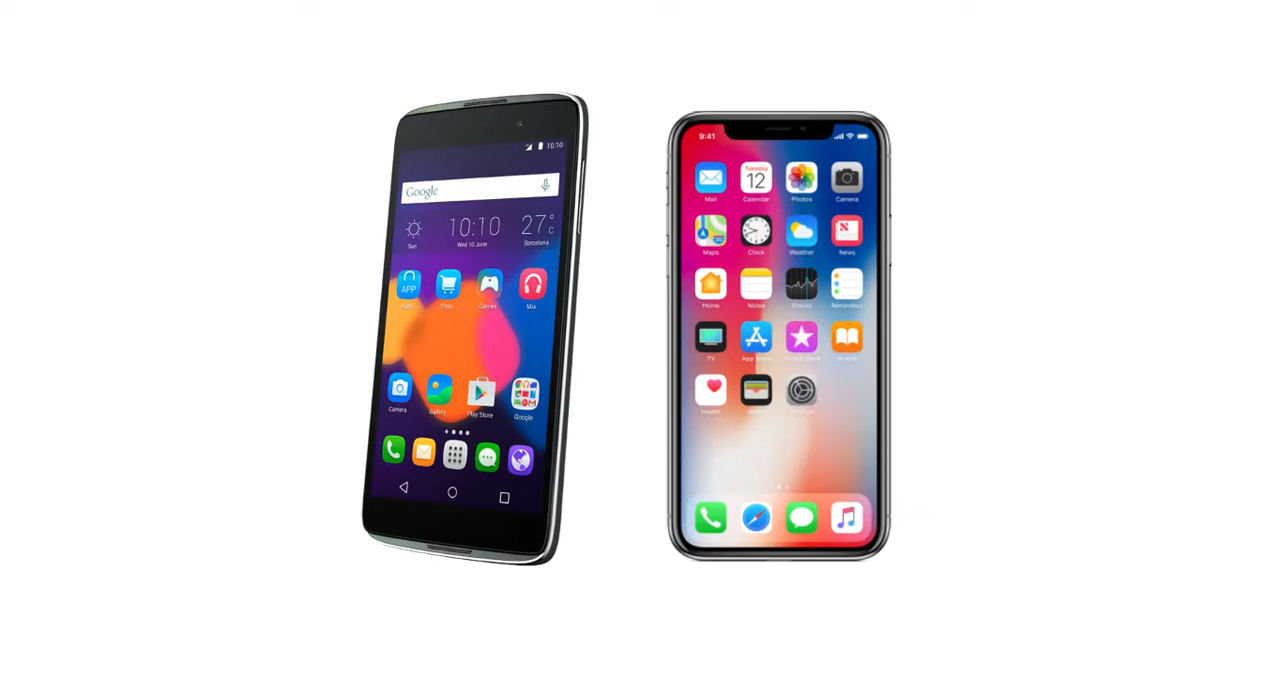 10:10
Google
10:10
27°C
Sun
Wed 10 June
Barcelona
APP
Apps
Shop
Games
Mix
Camera
Gallery
Play Store
Google
9:41
Tuesday
12
Mail
Calendar
Photos
Camera
Maps
Clock
Weather
News
Home
Notes
Stocks
Reminders
TV
App Store
iTunes Store
Books
Health
Wallet
Settings